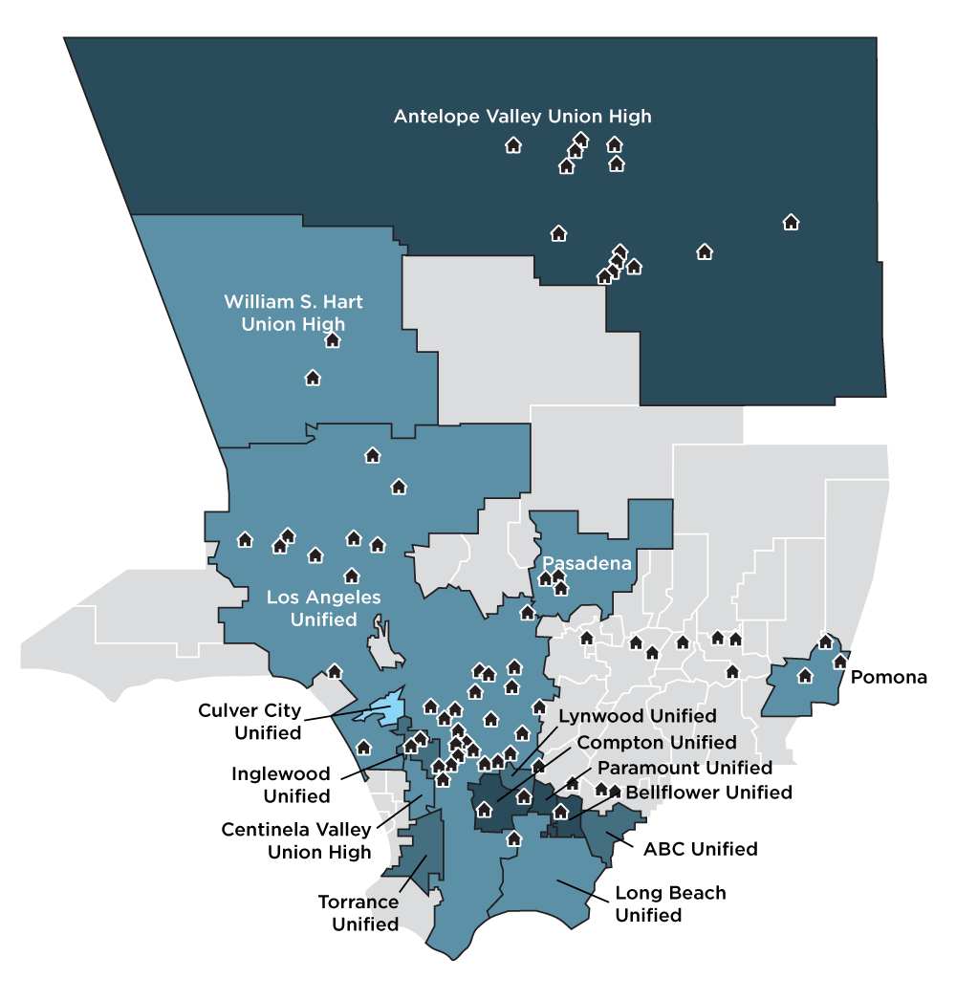 Antelope Valley Union High
William S. Hart
Union High
Pasadena
Los Angeles
Unified
Pomona
Culver City
Unified
Lynwood Unified
Compton Unified
Inglewood
Unified
Paramount Unified
Bellflower Unified
Centinela Valley
Union High
ABC Unified
Torrance
Unified
Long Beach
Unified